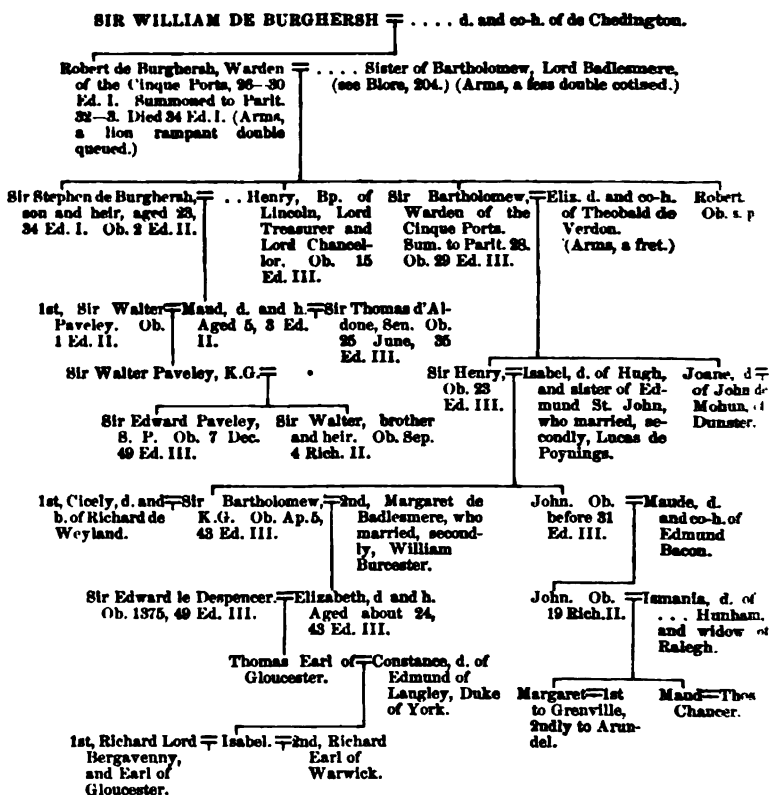 SIR WILLIAM DE BURGHERSH = . . . . d. and co-h. of de Chedington.
Robert de Burghersh, Warden
of the Cinque Ports, 26—30
Ed. I. Summoned to Parlt.
32—3. Died 34 Ed. I. (Arms,
a lion rampant double
queued.)
= . . . . Sister of Bartholomew, Lord Badlesmere,
(see Blore, 204.) (Arms, a fess double cotised.)
Sir Stephen de Burghersh,
son and heir, aged 23,
34 Ed. I. Ob. 2 Ed. II.
= . .
Henry, Bp. of
Lincoln, Lord
Treasurer and
Lord Chancel-
lor. Ob. 15
Ed. III.
Sir Bartholomew,
Warden of the
Cinque Ports.
Sum. to Parlt. 28.
Ob. 29 Ed. III.
= Eliz. d. and co-h.
of Theobald de
Verdon.
(Arms, a fret.)
Robert.
Ob. s. p
1st, Sir Walter
Paveley. Ob.
1 Ed. II.
= Maud, d. and h.
Aged 5, 3 Ed.
II.
= Sir Thomas d'Al-
done, Sen. Ob.
25 June, 35
Ed. III.
Sir Walter Paveley, K.G. =
Sir Edward Paveley,
S. P. Ob. 7 Dec.
49 Ed. III.
Sir Walter, brother
and heir. Ob. Sep.
4 Rich. II.
Sir Henry,
Ob. 23
Ed. III.
= Isabel, d. of Hugh,
and sister of Ed-
mund St. John,
who married, se-
condly, Lucas de
Poynings.
Joane, d =
of John de
Mohun, of
Dunster.
1st, Cicely, d. and
h. of Richard de
Weyland.
= Sir Bartholomew,
K.G. Ob. Ap. 5,
43 Ed. III.
= 2nd, Margaret de
Badlesmere, who
married, second-
ly, William
Burcester.
John. Ob.
before 31
Ed. III.
= Maude, d.
and co-h. of
Edmund
Bacon.
Sir Edward le Despencer.
Ob. 1375, 49 Ed. III.
= Elizabeth, d and h.
Aged about 24,
43 Ed. III.
John. Ob.
19 Rich. II.
= Ismania, d. of
. . . Hunham,
and widow of
Ralegh.
Thomas Earl of
Gloucester.
= Constance, d. of
Edmund of
Langley, Duke
of York.
Margaret = 1st
to Grenville,
2ndly to Arun-
del.
Maud = Thos
Chaucer.
1st, Richard Lord
Bergavenny,
and Earl of
Gloucester.
= Isabel. = 2nd, Richard
Earl of
Warwick.